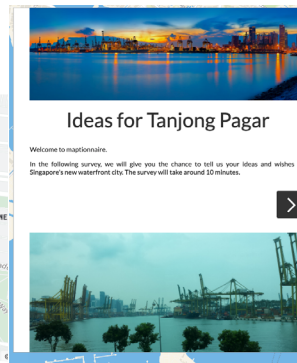 Ideas for Tanjong Pagar
Welcome to maptionnaire.
In the following survey, we will give you the chance to tell us your ideas and wishes
Singapore's new waterfront city. The survey will take around 10 minutes.
ME